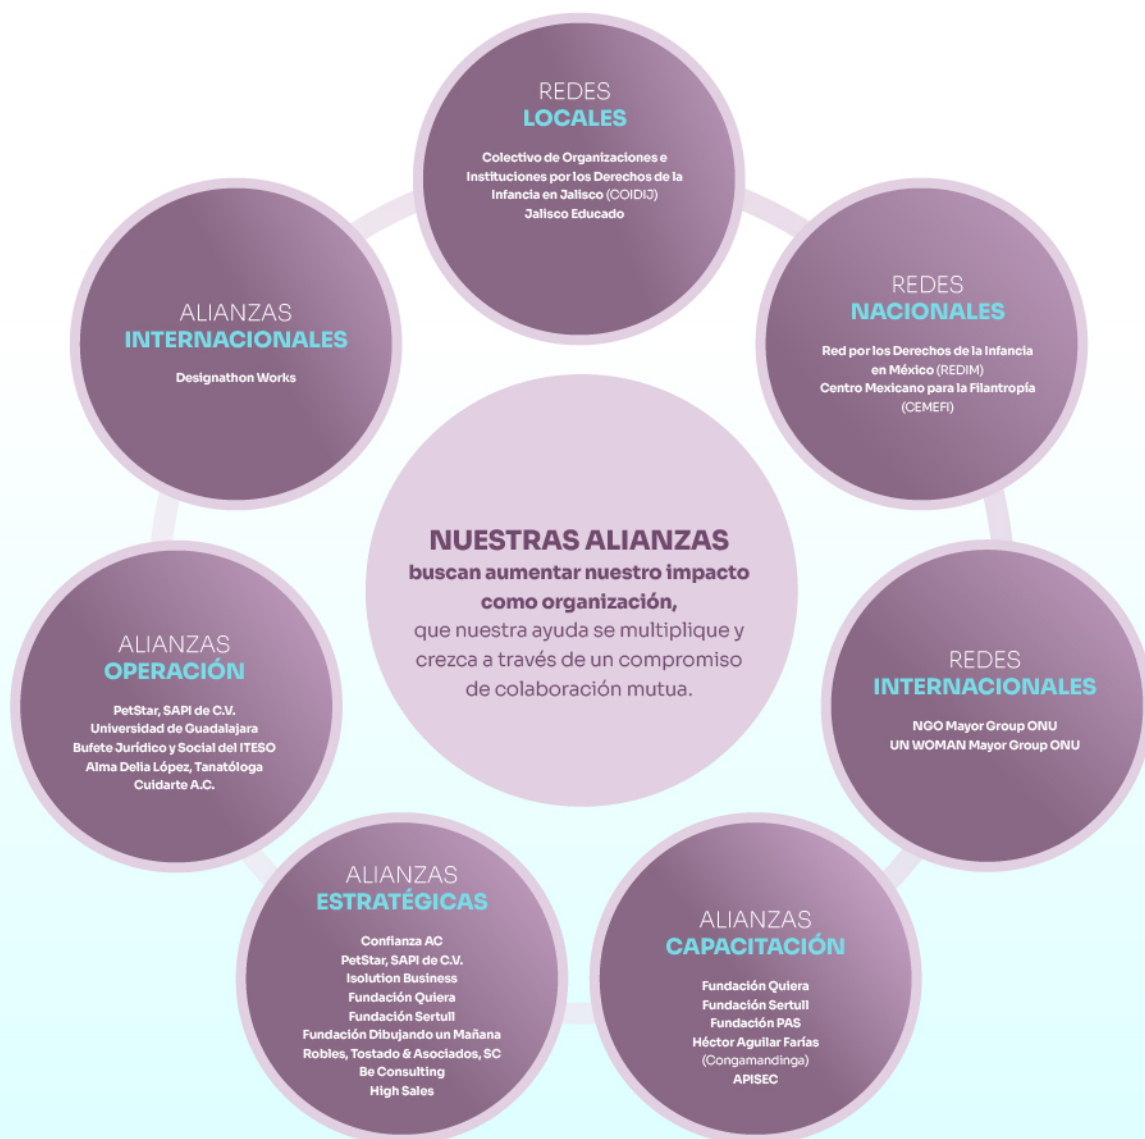 REDES
LOCALES
Colectivo de Organizaciones e
Instituciones por los Derechos de la
Infancia en Jalisco (COIDIJ)
Jalisco Educado
REDES
NACIONALES
Red por los Derechos de la Infancia
en México (REDIM)
Centro Mexicano para la Filantropía
(CEMEFI)
REDES
INTERNACIONALES
NGO Mayor Group ONU
UN WOMAN Mayor Group ONU
ALIANZAS
CAPACITACIÓN
Fundación Quiera
Fundación Sertull
Fundación PAS
Héctor Aguilar Farías
(Congamandinga)
APISEC
ALIANZAS
ESTRATÉGICAS
Confianza AC
PetStar, SAPI de C.V.
Isolution Business
Fundación Quiera
Fundación Sertull
Fundación Dibujando un Mañana
Robles, Tostado & Asociados, SC
Be Consulting
High Sales
ALIANZAS
OPERACIÓN
PetStar, SAPI de C.V.
Universidad de Guadalajara
Bufete Jurídico y Social del ITESO
Alma Delia López, Tanatóloga
Cuidarte A.C.
ALIANZAS
INTERNACIONALES
Designathon Works
NUESTRAS ALIANZAS
buscan aumentar nuestro impacto
como organización,
que nuestra ayuda se multiplique y
crezca a través de un compromiso
de colaboración mutua.